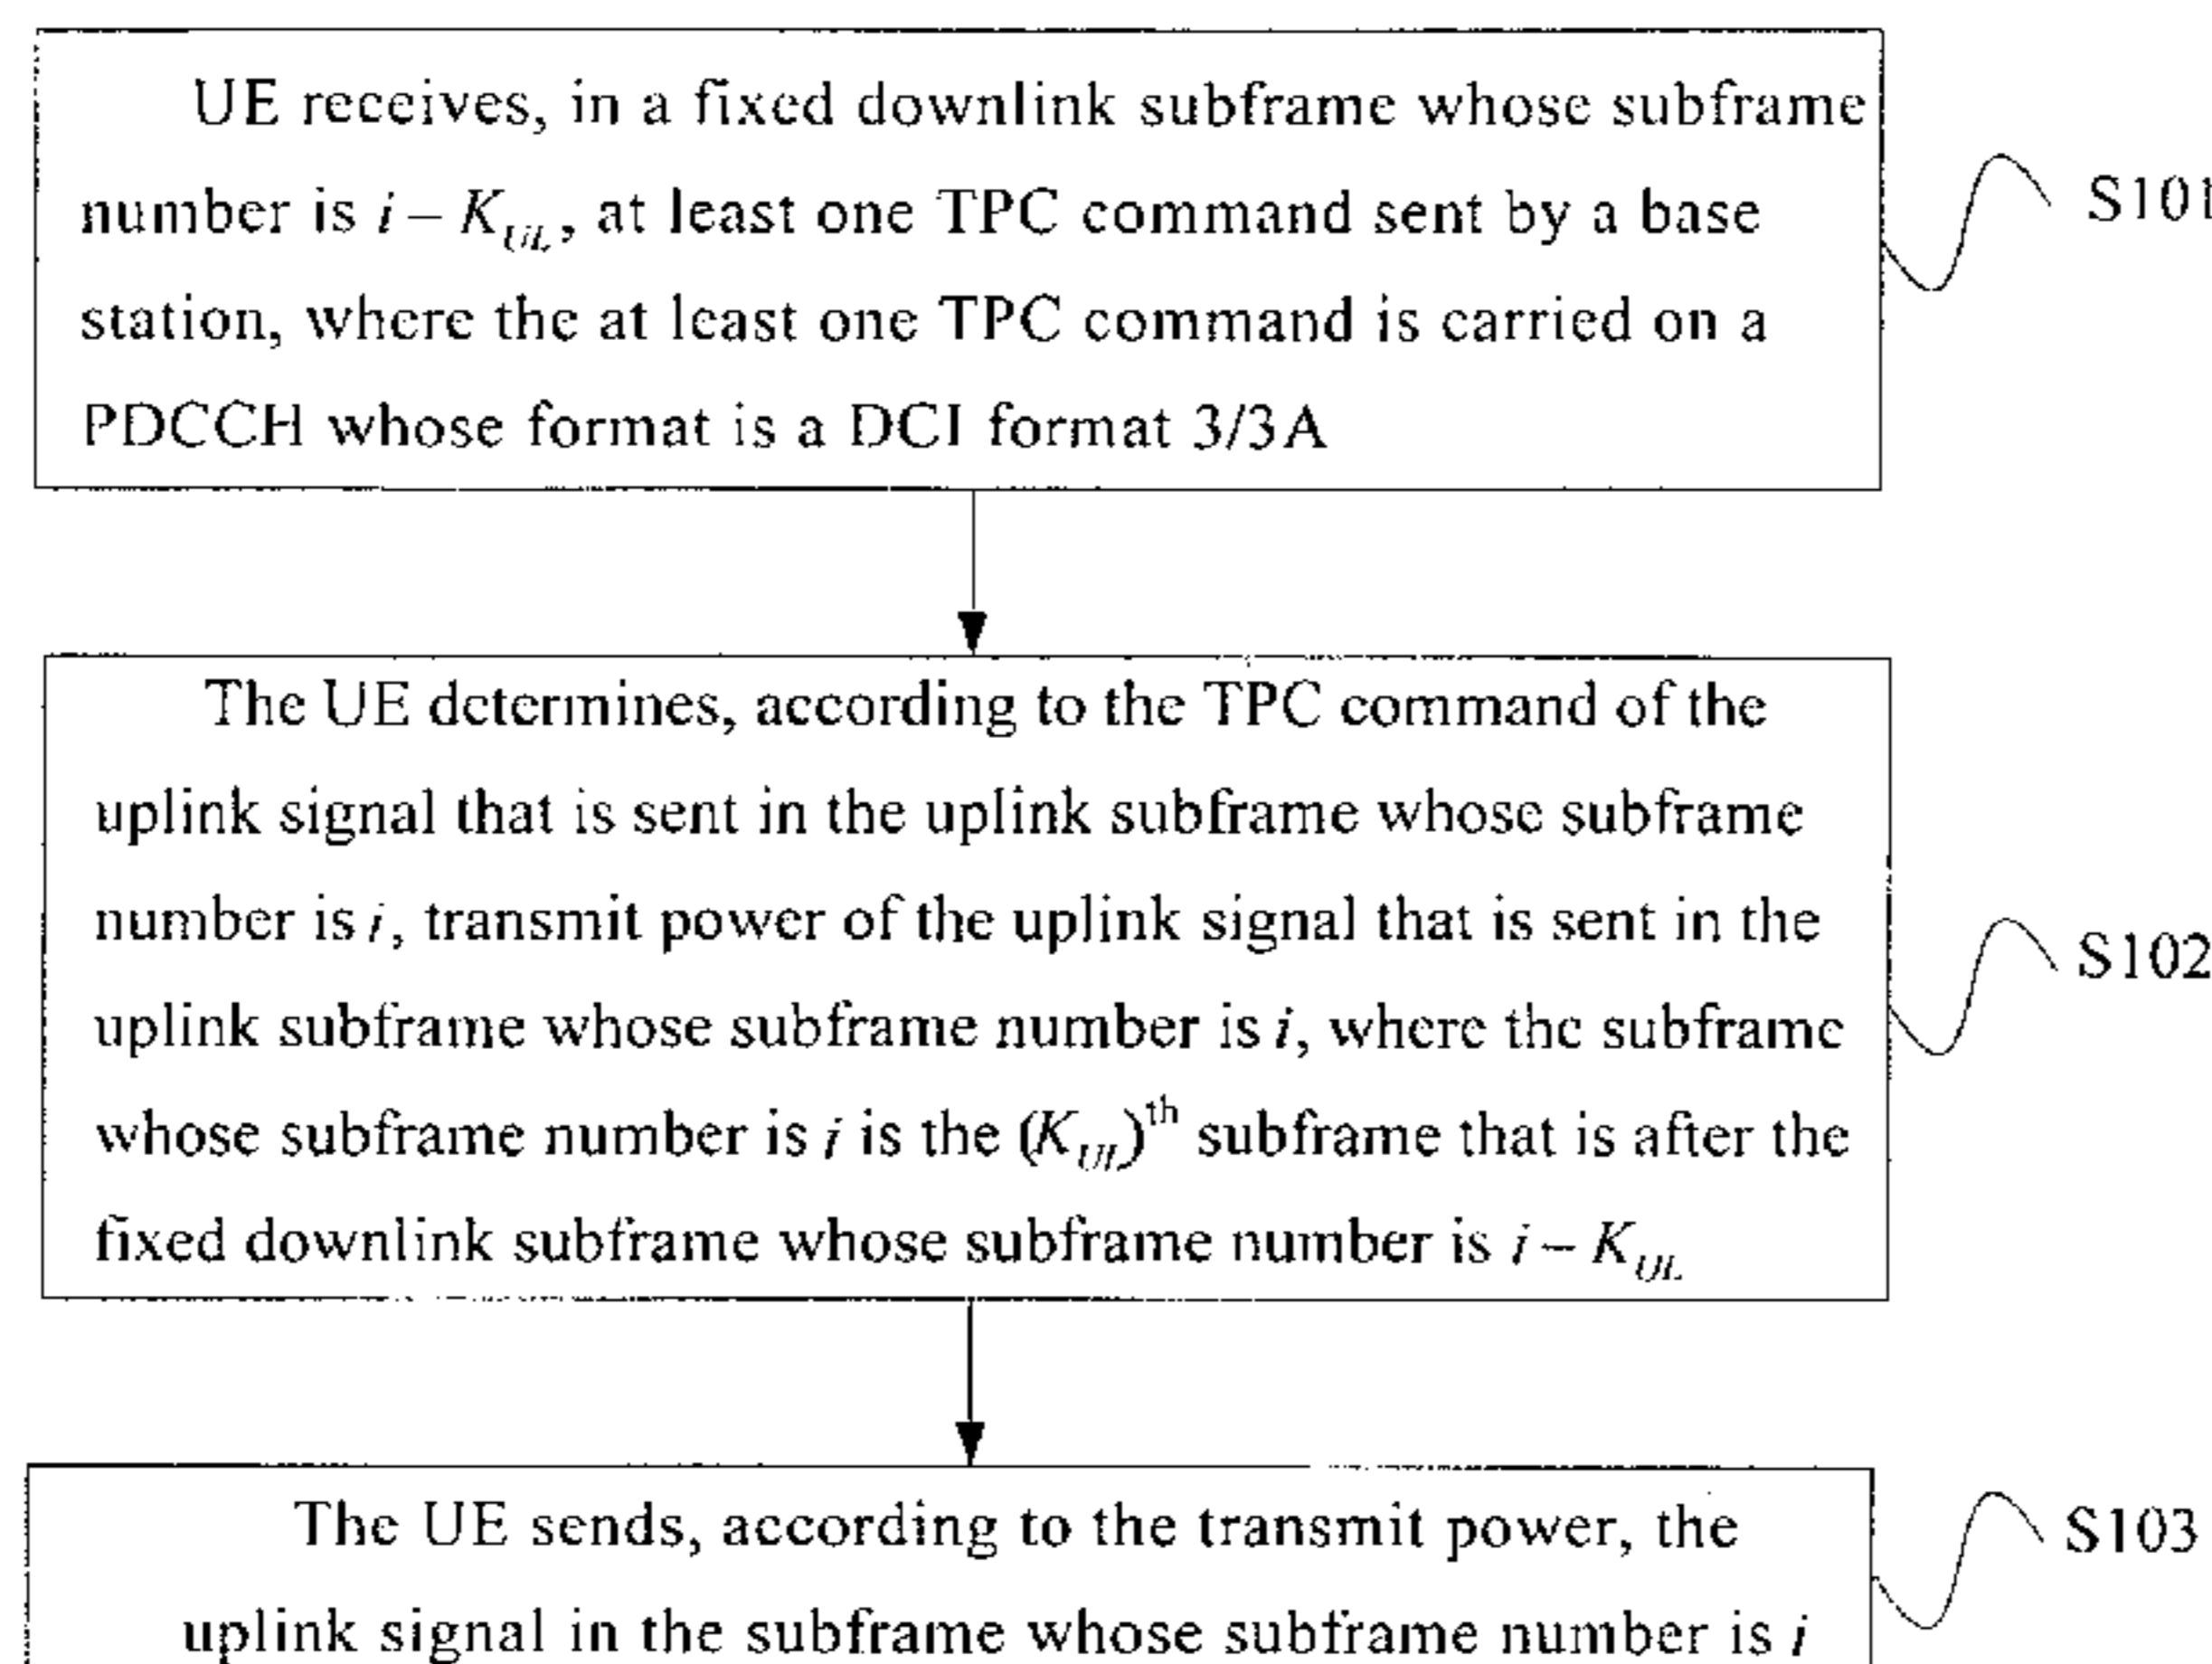 UE receives, in a fixed downlink subframe whose subframe
number is i – K_UL, at least one TPC command sent by a base
station, where the at least one TPC command is carried on a
PDCCH whose format is a DCI format 3/3A
S101
The UE determines, according to the TPC command of the
uplink signal that is sent in the uplink subframe whose subframe
number is i, transmit power of the uplink signal that is sent in the
uplink subframe whose subframe number is i, where the subframe
whose subframe number is i is the (K_UL)^th subframe that is after the
fixed downlink subframe whose subframe number is i – K_UL
S102
The UE sends, according to the transmit power, the
uplink signal in the subframe whose subframe number is i
S103